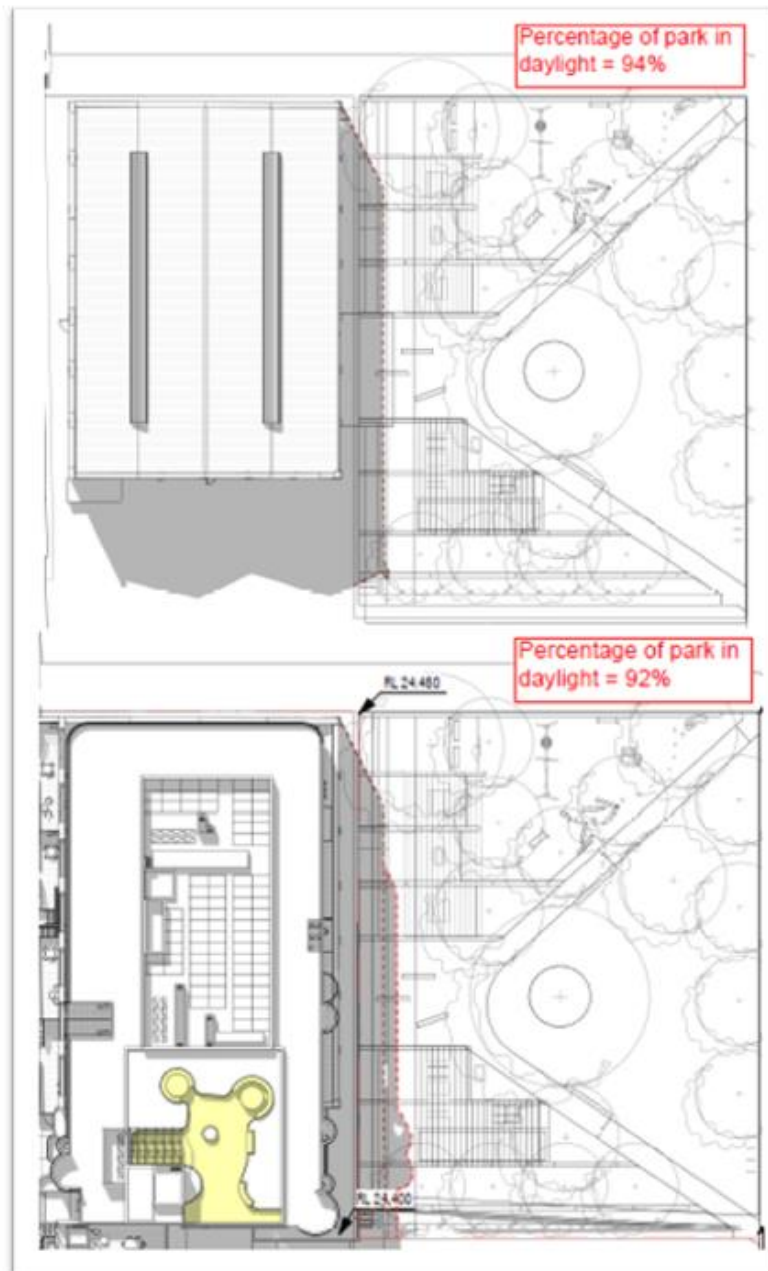 Percentage of park in
daylight = 94%
Percentage of park in
daylight = 92%
RL 24.460
RL 24.400